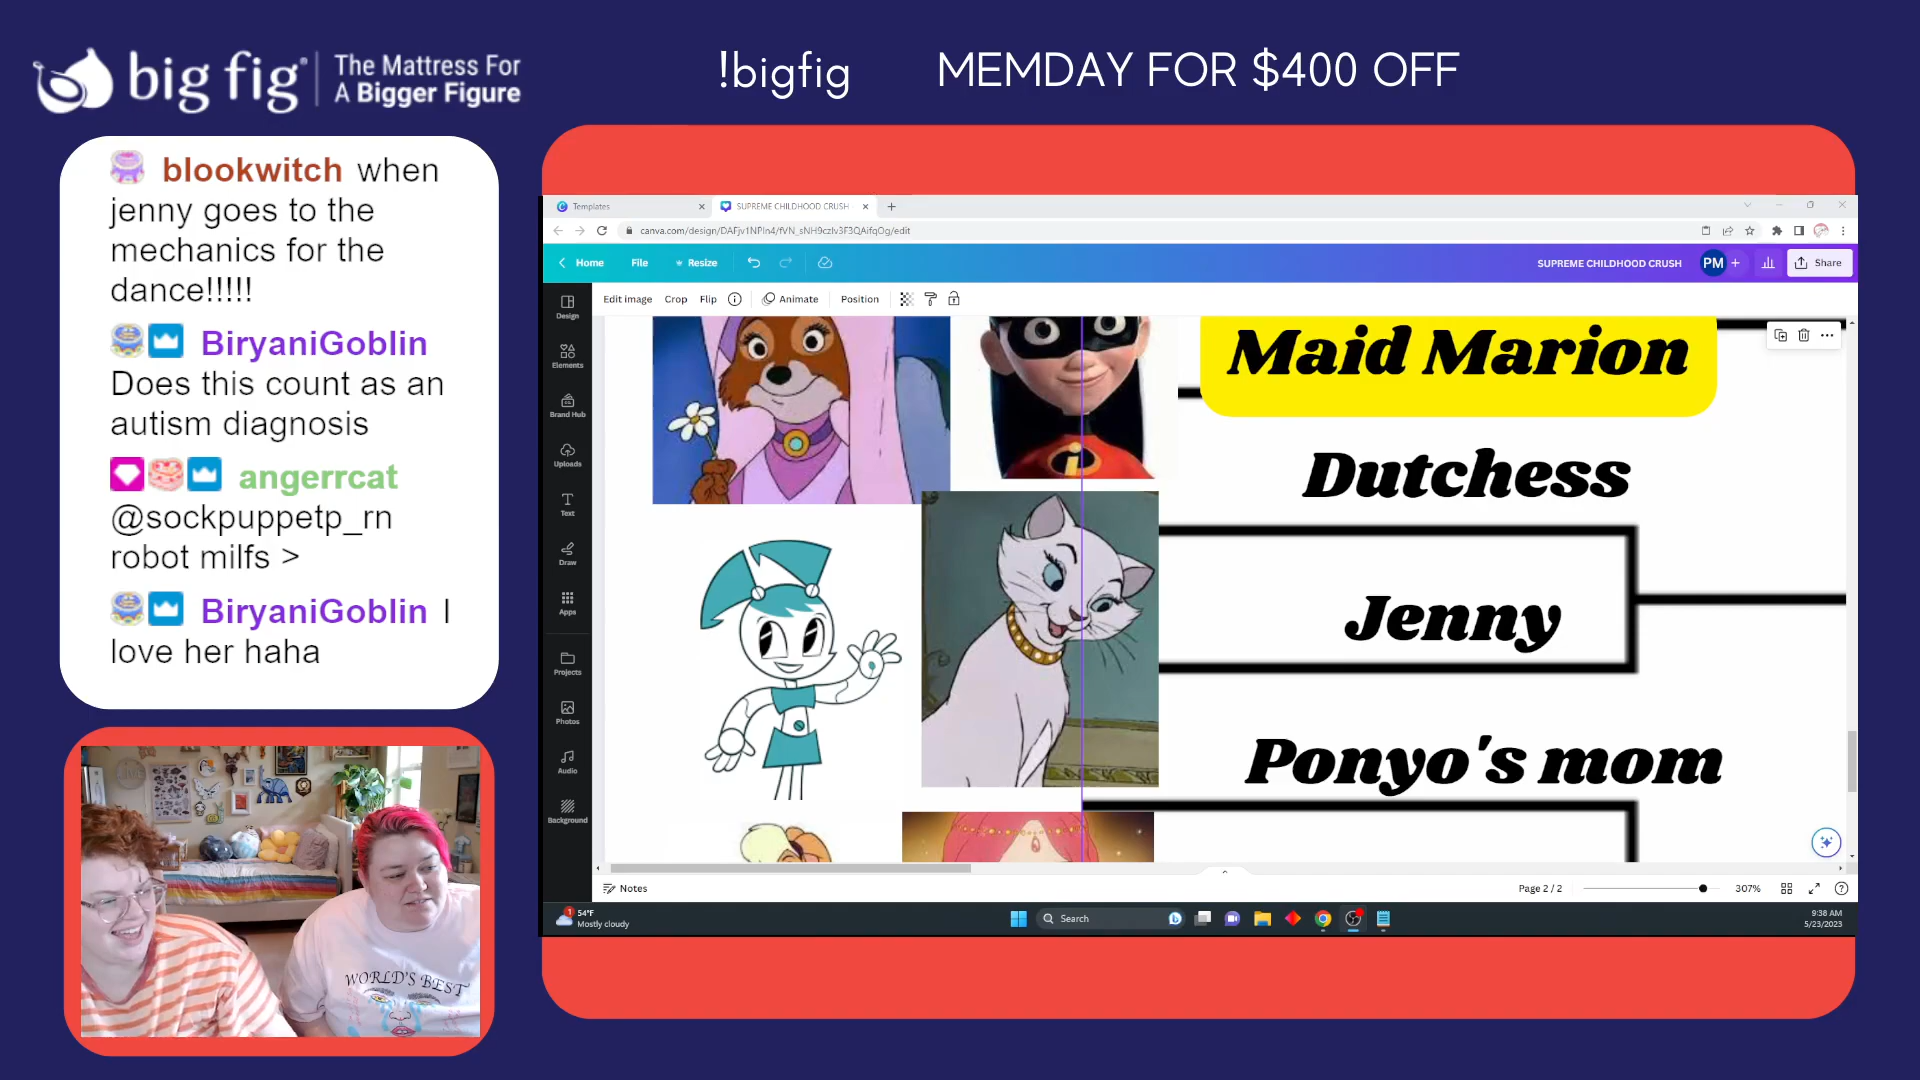 big fig
The Mattress For
A Bigger Figure
!bigfig
MEMDAY FOR $400 OFF
blookwitch when
jenny goes to the
mechanics for the
dance!!!!!
BiryaniGoblin
Does this count as an
autism diagnosis
angerrcat
@sockpuppetp_rn
robot milfs >
BiryaniGoblin I
love her haha
WORLD'S BEST
Templates
SUPREME CHILDHOOD CRUSH
canva.com/design/DAFjv1NPln4/fVN_sNH9czlv3F3QAifqOg/edit
Home
File
Resize
SUPREME CHILDHOOD CRUSH
PM
Share
Edit image
Crop
Flip
Animate
Position
Design
Elements
Brand Hub
Uploads
Text
Draw
Apps
Projects
Photos
Audio
Background
Maid Marion
Dutchess
Jenny
Ponyo's mom
Notes
Page 2 / 2
307%
1
54°F
Mostly cloudy
Search
9:38 AM
5/23/2023